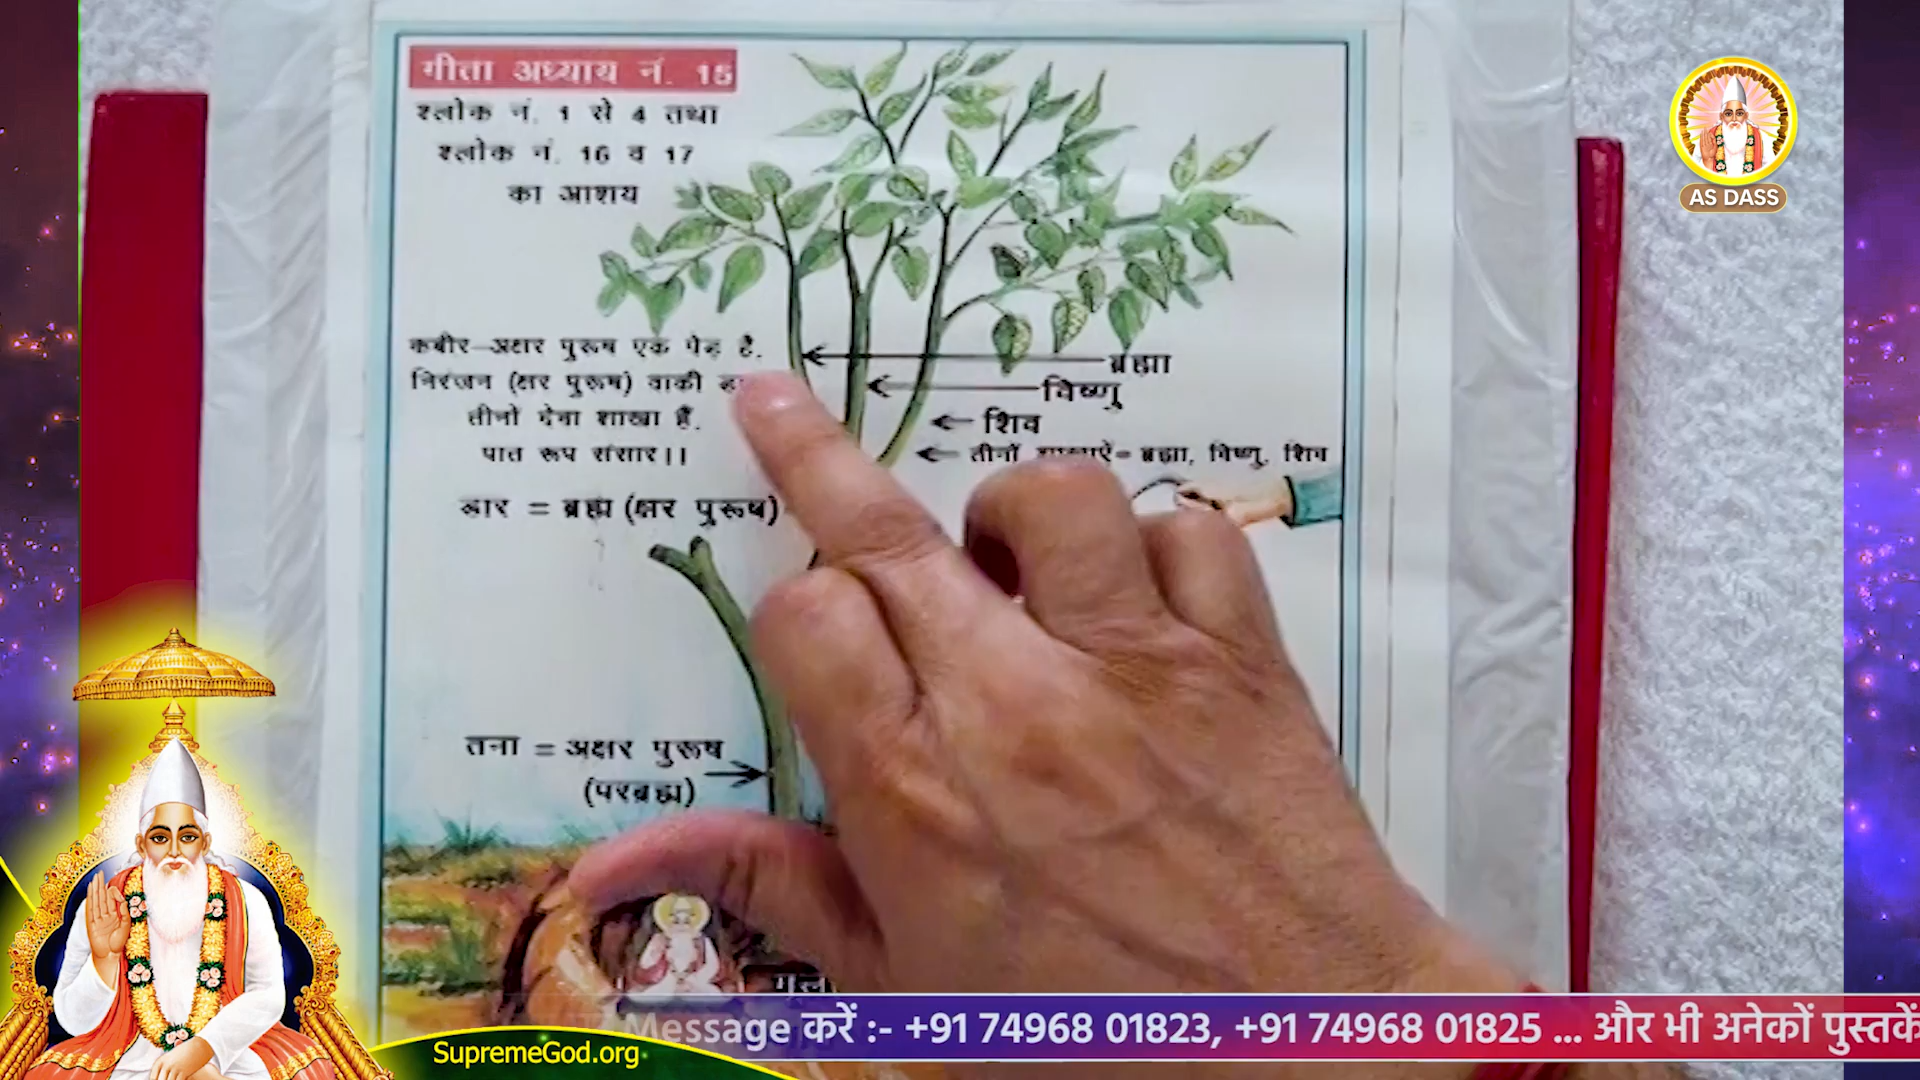 गीता अध्याय नं. 15
श्लोक नं. 1 से 4 तथा
श्लोक नं. 16 व 17
का आशय
AS DASS
कबीर-अक्षर पुरूष एक पेड़ है,
निरंजन (क्षर पुरूष) वाकी
तीनों देवा शाखा हैं,
पात रूप संसार।।
ब्रह्मा
विष्णु
शिव
तीनों शाखाऐं= ब्रह्मा, विष्णु, शिव
डार = ब्रह्म (क्षर पुरूष)
तना = अक्षर पुरूष
(परब्रह्म)
Message करें :- +91 74968 01823, +91 74968 01825 ... और भी अनेकों पुस्तकें
SupremeGod.org